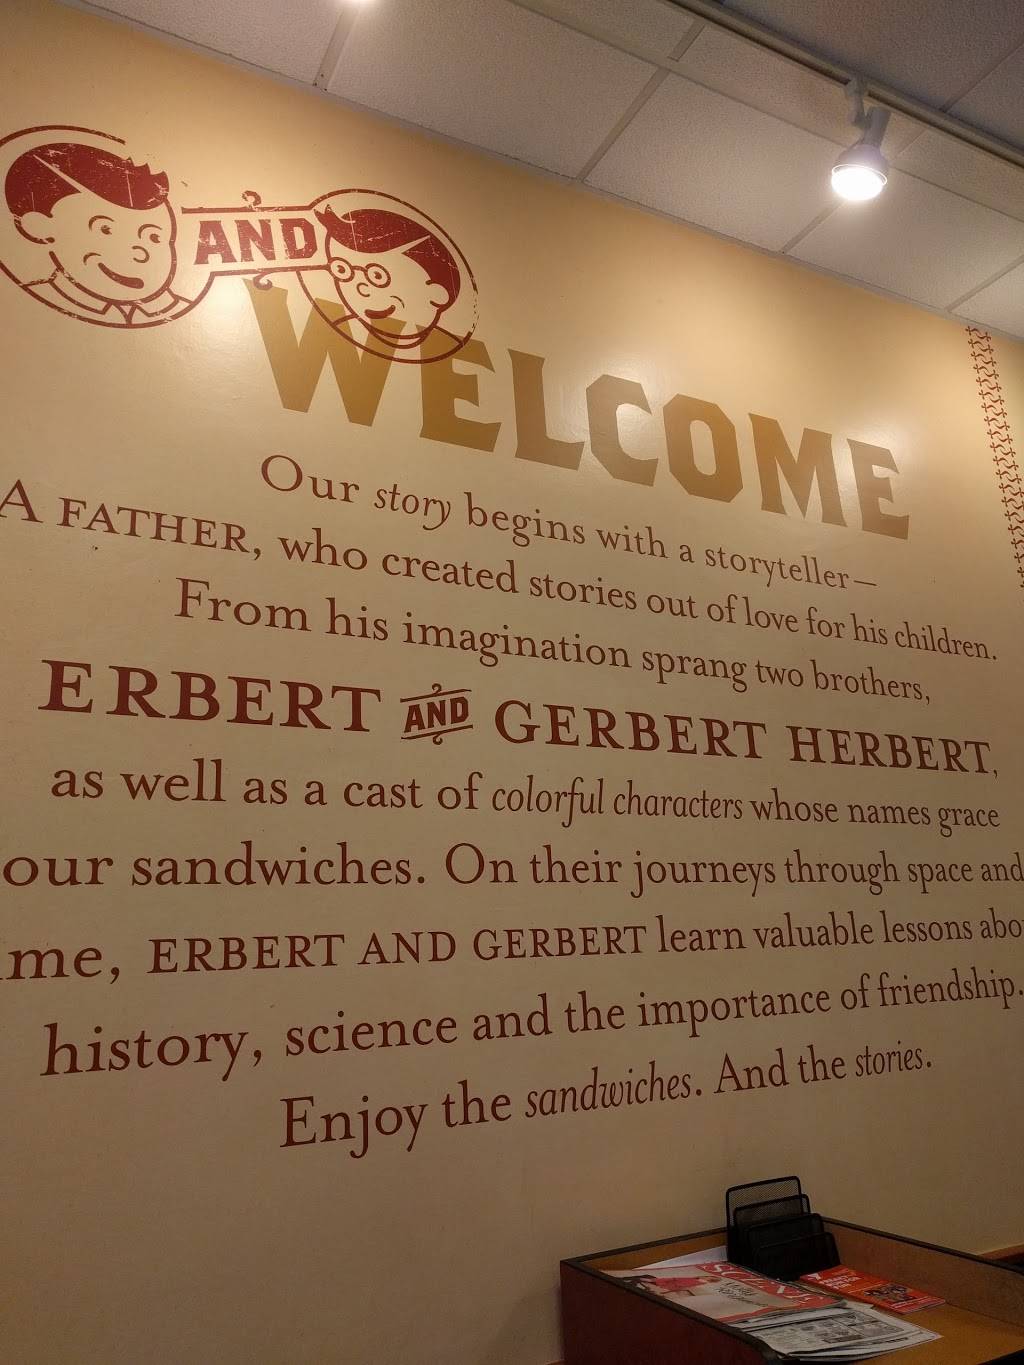 AND
WELCOME
Our story begins with a storyteller—
A FATHER, who created stories out of love for his children.
From his imagination sprang two brothers,
ERBERT AND GERBERT HERBERT,
as well as a cast of colorful characters whose names grace
our sandwiches. On their journeys through space and
me, ERBERT AND GERBERT learn valuable lessons abo
history, science and the importance of friendship.
Enjoy the sandwiches. And the stories.
SCENE